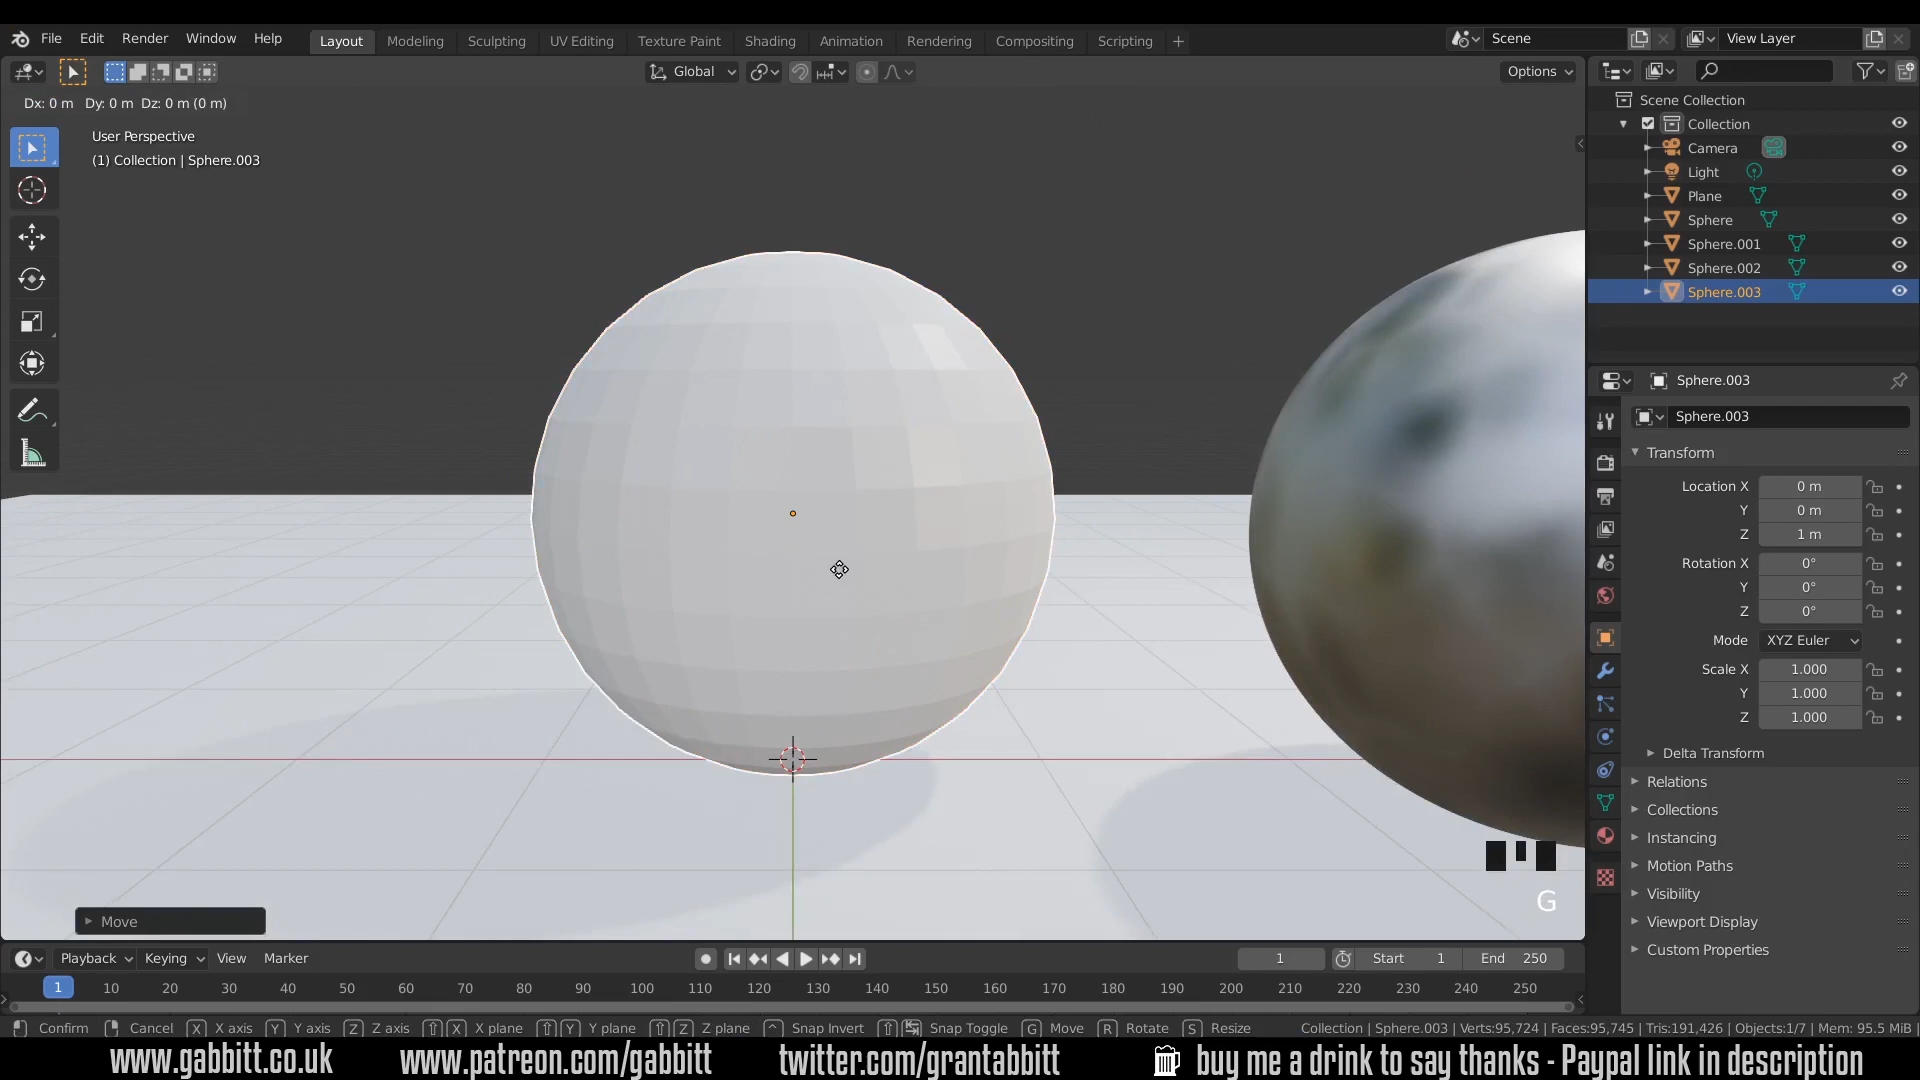 File Edit Render Window Help Layout Modeling Sculpting UV Editing Texture Paint Shading Animation Rendering Compositing Scripting + Scene View Layer
Global Options
Dx: 0 m Dy: 0 m Dz: 0 m (0 m)
User Perspective
(1) Collection | Sphere.003
Scene Collection
Collection
Camera
Light
Plane
Sphere
Sphere.001
Sphere.002
Sphere.003
Sphere.003
Sphere.003
Transform
Location X 0 m
Y 0 m
Z 1 m
Rotation X 0°
Y 0°
Z 0°
Mode XYZ Euler
Scale X 1.000
Y 1.000
Z 1.000
Delta Transform
Relations
Collections
Instancing
Motion Paths
Visibility
Viewport Display
Custom Properties
G
Move
Playback Keying View Marker 1 Start 1 End 250
1 10 20 30 40 50 60 70 80 90 100 110 120 130 140 150 160 170 180 190 200 210 220 230 240 250
Confirm Cancel X X axis Y Y axis Z Z axis X X plane Y Y plane Z Z plane ^ Snap Invert Snap Toggle G Move R Rotate S Resize Collection | Sphere.003 | Verts:95,724 | Faces:95,745 | Tris:191,426 | Objects:1/7 | Mem: 95.5 MiB
www.gabbitt.co.uk www.patreon.com/gabbitt twitter.com/grantabbitt buy me a drink to say thanks - Paypal link in description